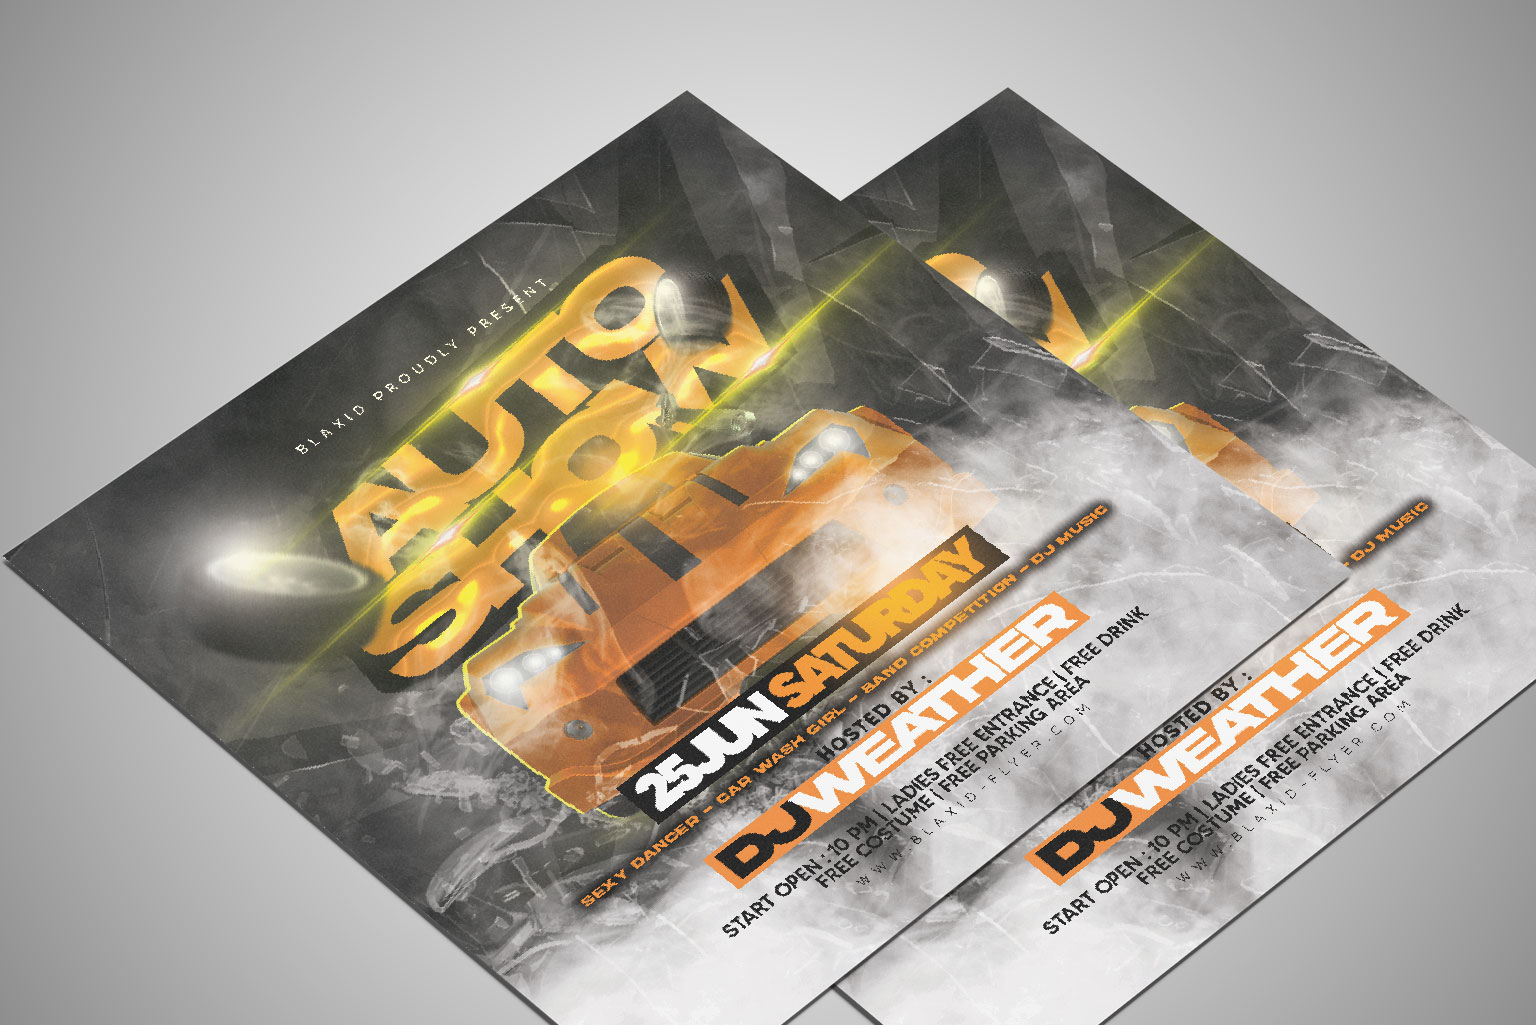 BLAXID PROUDLY PRESENT
AUTO
SHOW
25JUN SATURDAY
SEXY DANCER - CAR WASH GIRL - BAND COMPETITION - DJ MUSIC
HOSTED BY :
DJ WEATHER
START OPEN : 10 PM | LADIES FREE ENTRANCE | FREE DRINK
FREE COSTUME | FREE PARKING AREA
WWW-BLAXID-FLYER.COM
- DJ MUSIC
HOSTED BY :
DJ WEATHER
START OPEN : 10 PM | LADIES FREE ENTRANCE | FREE DRINK
FREE COSTUME | FREE PARKING AREA
WWW-BLAXID-FLYER.COM